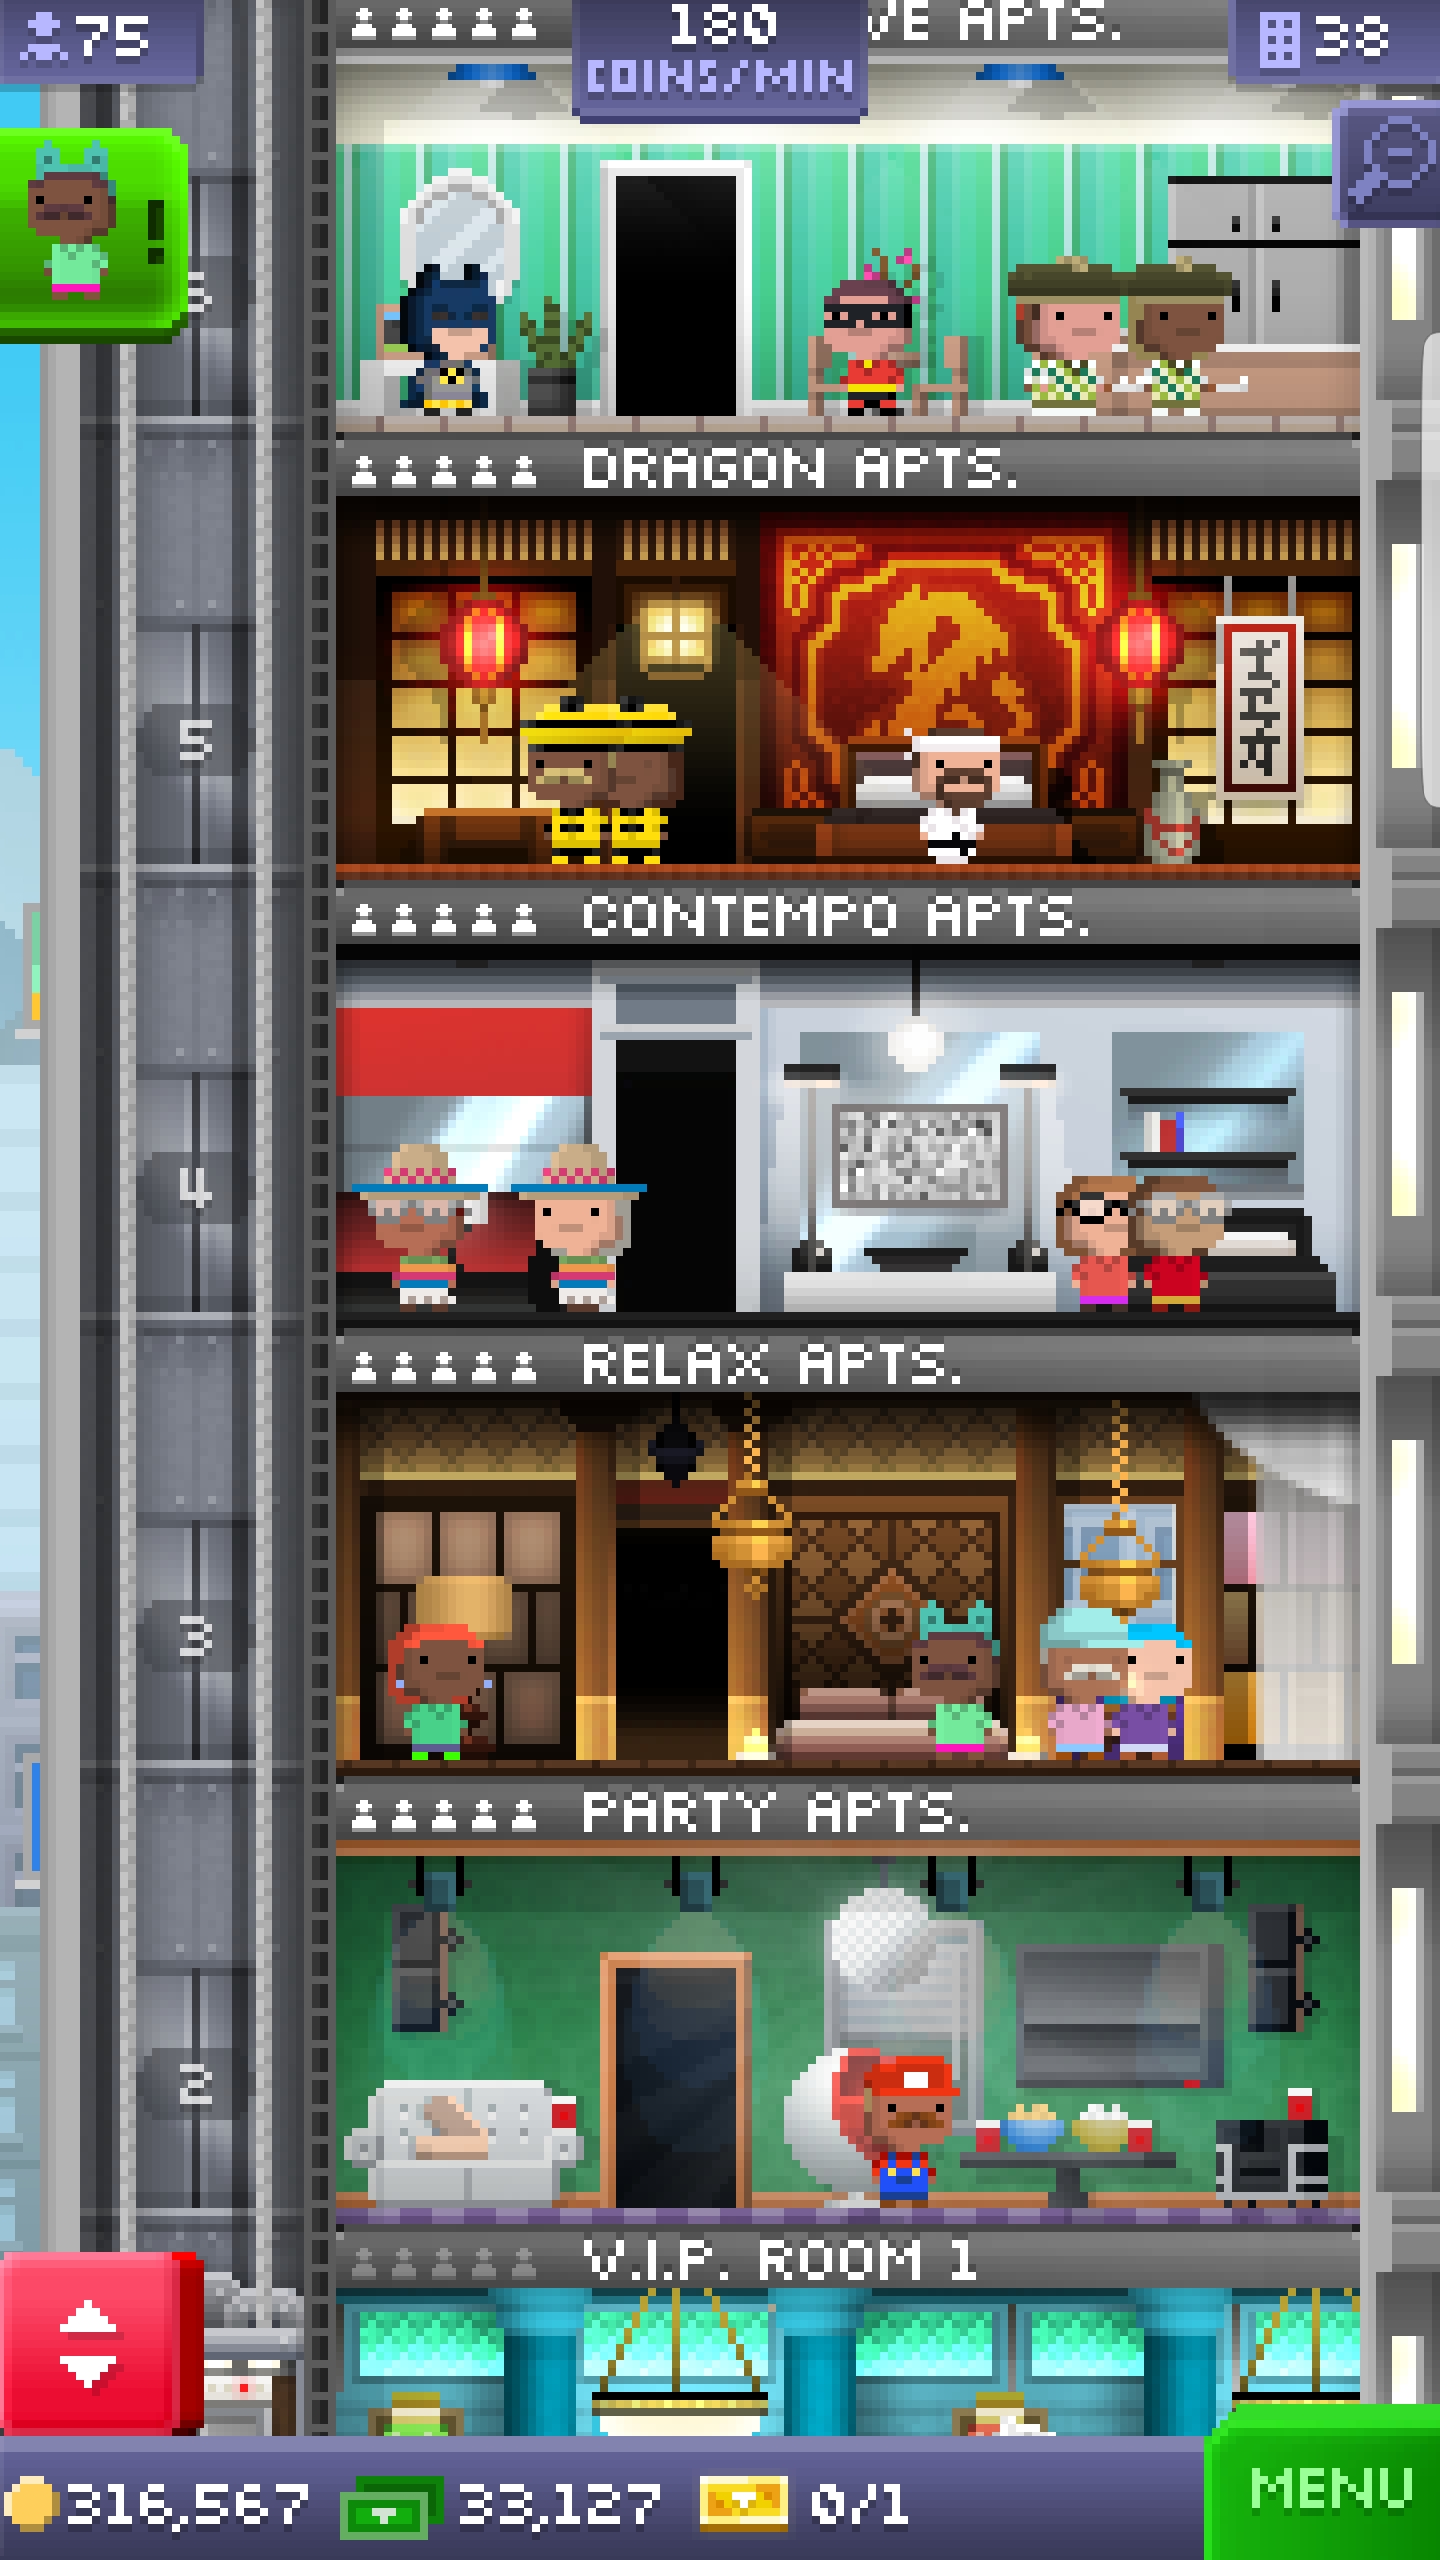 75
180
COINS/MIN
VE APTS.
38
!
DRAGON APTS.
5
CONTEMPO APTS.
4
RELAX APTS.
3
PARTY APTS.
2
V.I.P. ROOM 1
316,567
33,127
0/1
MENU